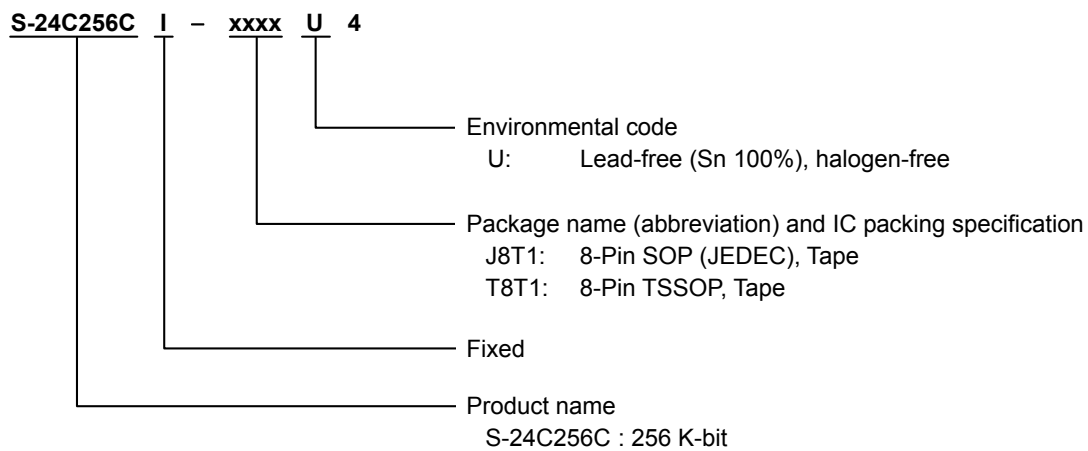 S-24C256C I – xxxx U 4
Environmental code
U: Lead-free (Sn 100%), halogen-free
Package name (abbreviation) and IC packing specification
J8T1: 8-Pin SOP (JEDEC), Tape
T8T1: 8-Pin TSSOP, Tape
Fixed
Product name
S-24C256C : 256 K-bit